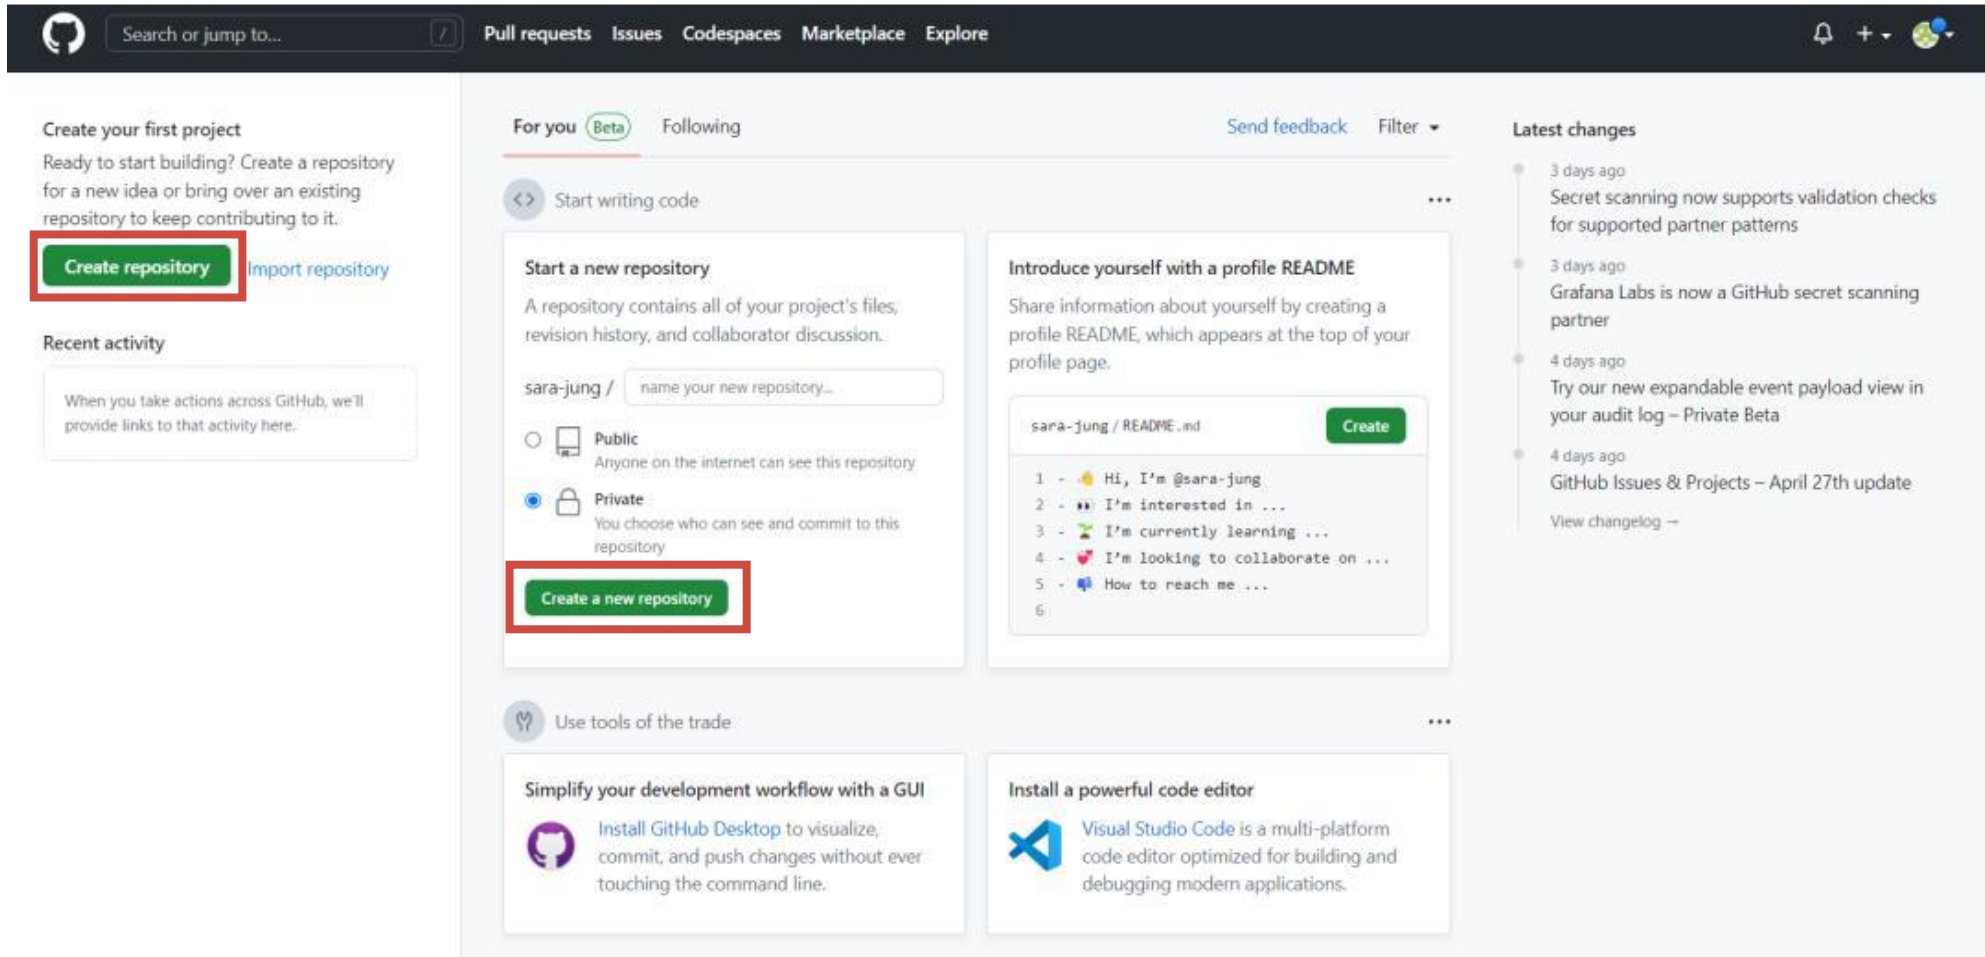 Search or jump to... /
Pull requests Issues Codespaces Marketplace Explore
Create your first project
Ready to start building? Create a repository
for a new idea or bring over an existing
repository to keep contributing to it.
Create repository Import repository
Recent activity
When you take actions across GitHub, we'll
provide links to that activity here.
For you Beta Following Send feedback Filter
Start writing code
Start a new repository
A repository contains all of your project's files,
revision history, and collaborator discussion.
sara-jung / name your new repository...
Public
Anyone on the internet can see this repository
Private
You choose who can see and commit to this
repository
Create a new repository
Introduce yourself with a profile README
Share information about yourself by creating a
profile README, which appears at the top of your
profile page.
sara-jung / README.md Create
1 - 👋 Hi, I'm @sara-jung
2 - 👀 I'm interested in ...
3 - 🌱 I'm currently learning ...
4 - 💞️ I'm looking to collaborate on ...
5 - 📫 How to reach me ...
6
Use tools of the trade
Simplify your development workflow with a GUI
Install GitHub Desktop to visualize,
commit, and push changes without ever
touching the command line.
Install a powerful code editor
Visual Studio Code is a multi-platform
code editor optimized for building and
debugging modern applications.
Latest changes
3 days ago
Secret scanning now supports validation checks
for supported partner patterns
3 days ago
Grafana Labs is now a GitHub secret scanning
partner
4 days ago
Try our new expandable event payload view in
your audit log – Private Beta
4 days ago
GitHub Issues & Projects – April 27th update
View changelog →